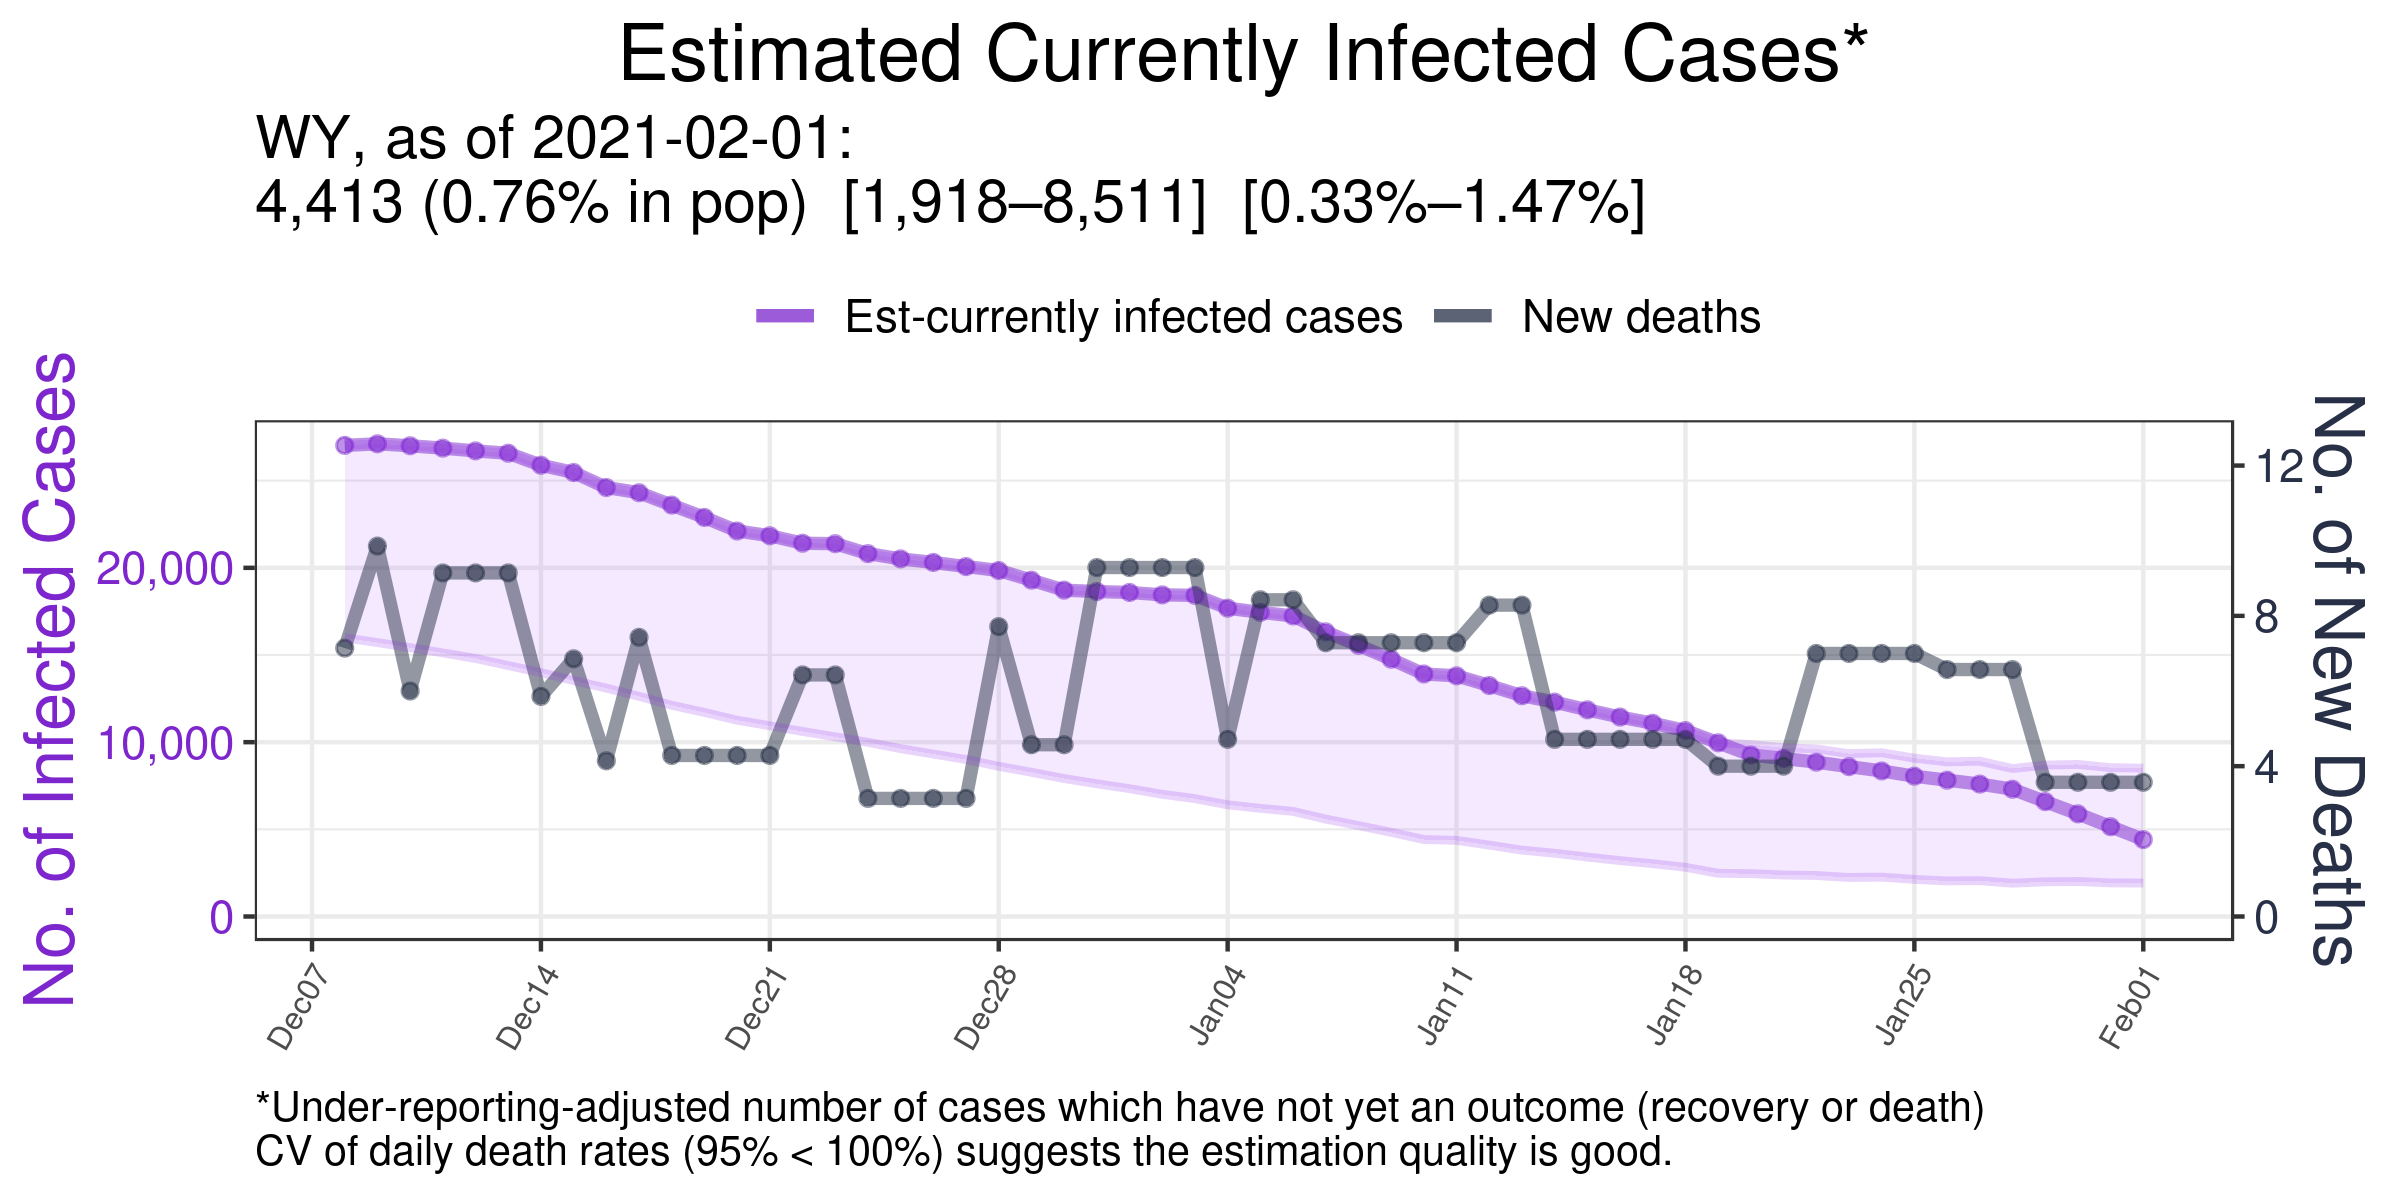 Estimated Currently Infected Cases*
WY, as of 2021-02-01:
4,413 (0.76% in pop)  [1,918–8,511]  [0.33%–1.47%]
Est-currently infected cases
New deaths
No. of Infected Cases
20,000
10,000
0
12
8
4
0
No. of New Deaths
Dec07
Dec14
Dec21
Dec28
Jan04
Jan11
Jan18
Jan25
Feb01
*Under-reporting-adjusted number of cases which have not yet an outcome (recovery or death)
CV of daily death rates (95% < 100%) suggests the estimation quality is good.